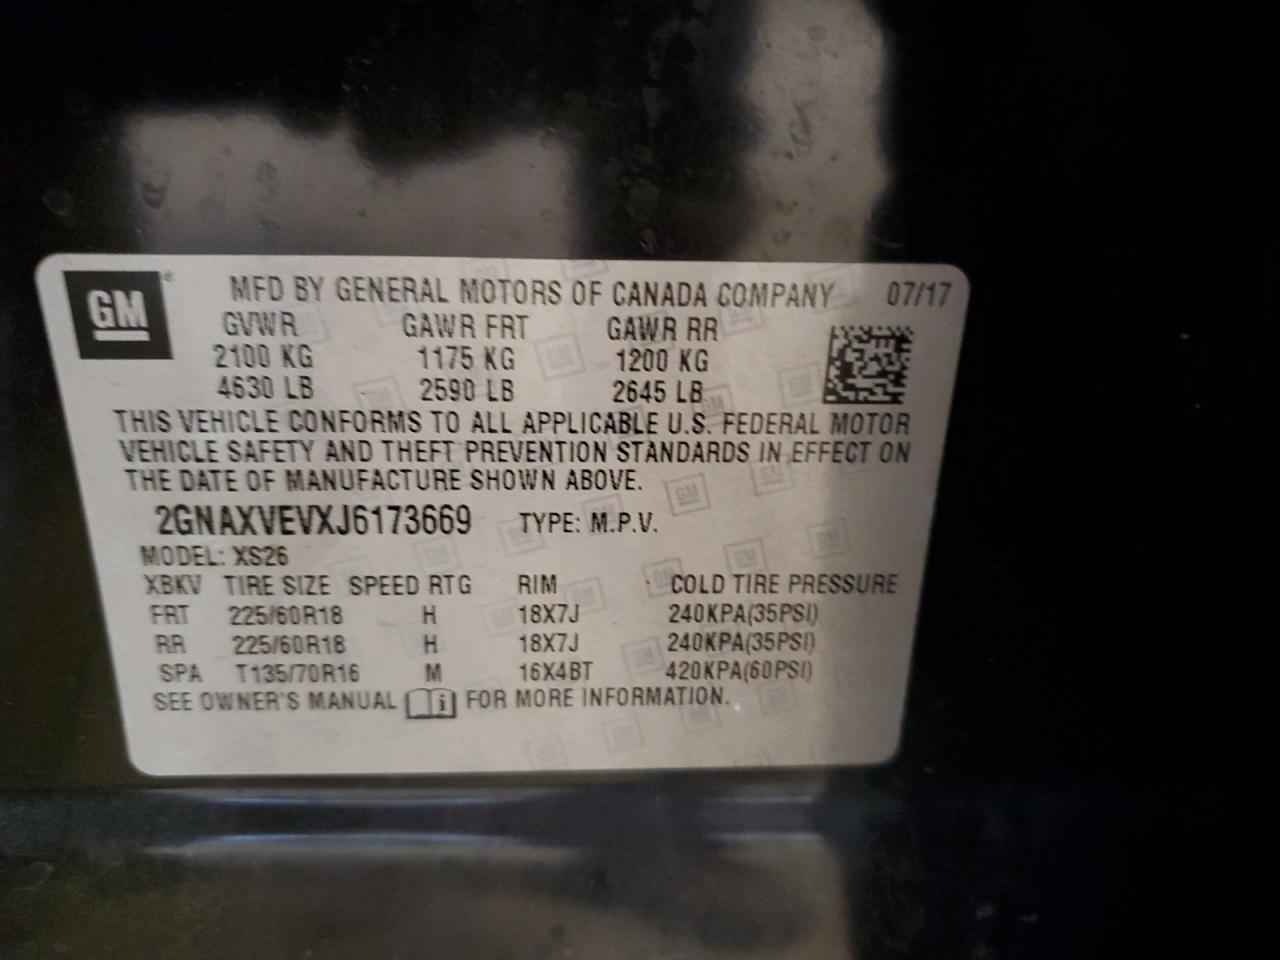 GM ® MFD BY GENERAL MOTORS OF CANADA COMPANY 07/17
GVWR GAWR FRT GAWR RR
2100 KG 1175 KG 1200 KG
4630 LB 2590 LB 2645 LB
THIS VEHICLE CONFORMS TO ALL APPLICABLE U.S. FEDERAL MOTOR
VEHICLE SAFETY AND THEFT PREVENTION STANDARDS IN EFFECT ON
THE DATE OF MANUFACTURE SHOWN ABOVE.
2GNAXVEVXJ6173669 TYPE: M.P.V.
MODEL: XS26
XBKV TIRE SIZE SPEED RTG RIM COLD TIRE PRESSURE
FRT 225/60R18 H 18X7J 240KPA(35PSI)
RR 225/60R18 H 18X7J 240KPA(35PSI)
SPA T135/70R16 M 16X4BT 420KPA(60PSI)
SEE OWNER'S MANUAL i FOR MORE INFORMATION.